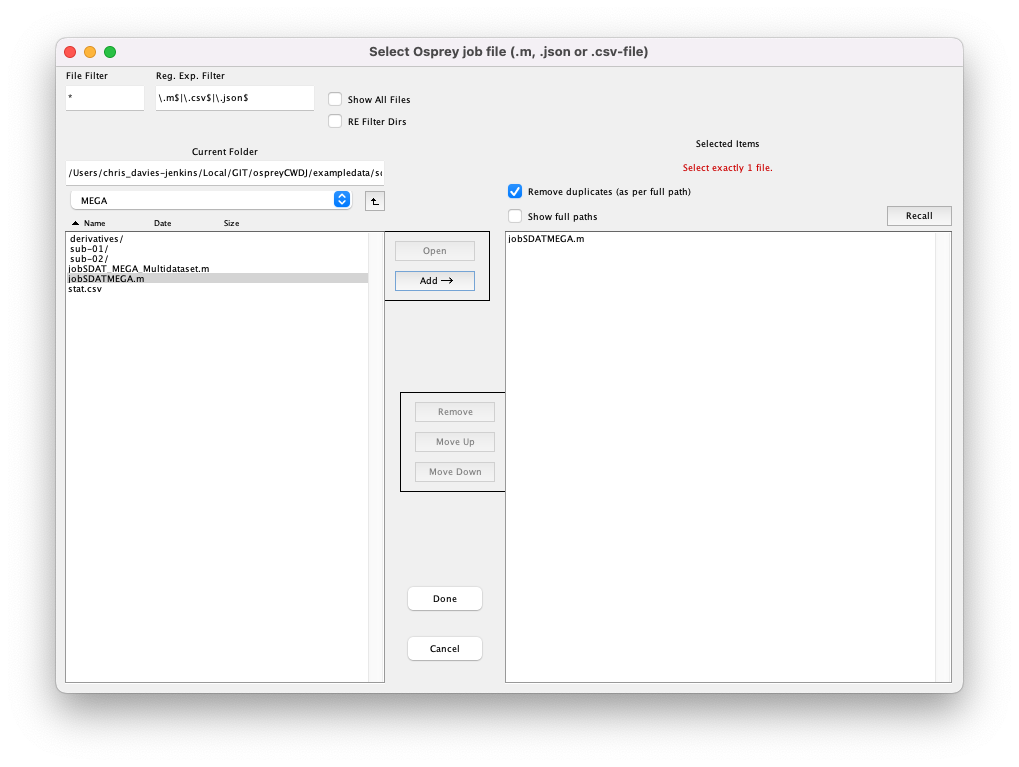 Select Osprey job file (.m, .json or .csv-file)
File Filter
Reg. Exp. Filter
*
\.m$|\.csv$|\.json$
Show All Files
RE Filter Dirs
Current Folder
/Users/chris_davies-jenkins/Local/GIT/ospreyCWDJ/exampledata/s
MEGA
Name Date Size
derivatives/
sub-01/
sub-02/
jobSDAT_MEGA_Multidataset.m
jobSDATMEGA.m
stat.csv
Open
Add →
Remove
Move Up
Move Down
Done
Cancel
Selected Items
Select exactly 1 file.
Remove duplicates (as per full path)
Show full paths
Recall
jobSDATMEGA.m